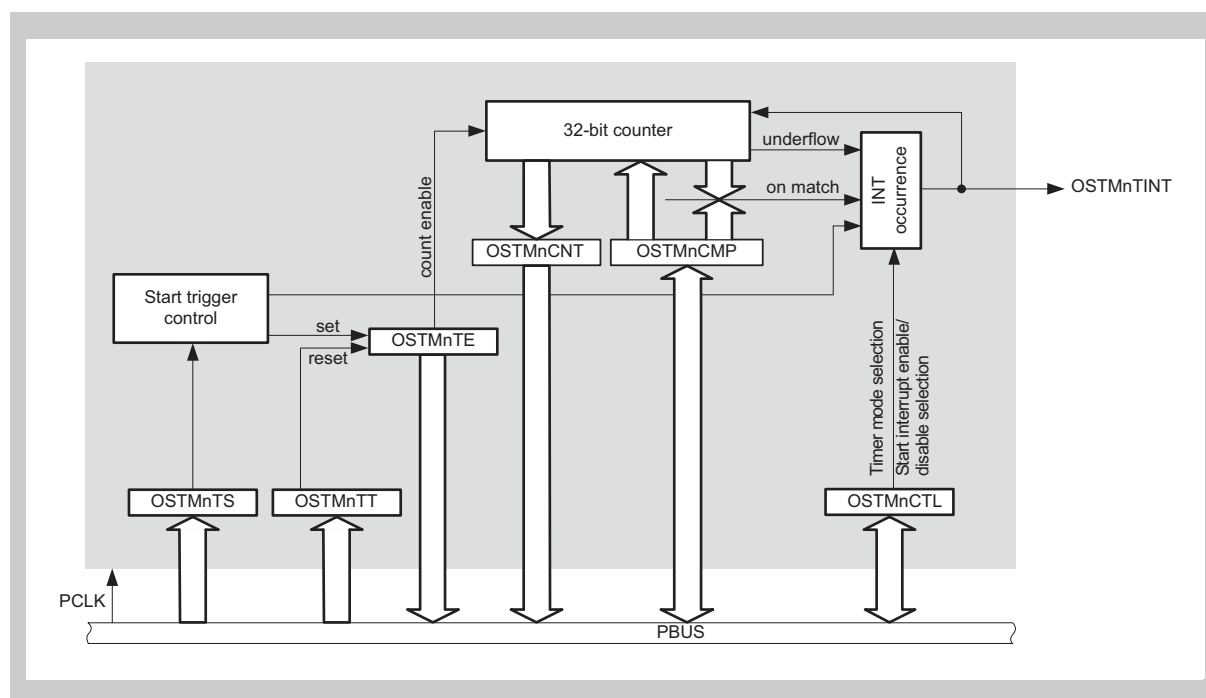 32-bit counter
underflow
on match
INT
occurrence
OSTMnTINT
count enable
OSTMnCNT
OSTMnCMP
Start trigger
control
set
reset
OSTMnTE
Timer mode selection
Start interrupt enable/
disable selection
OSTMnTS
OSTMnTT
OSTMnCTL
PCLK
PBUS